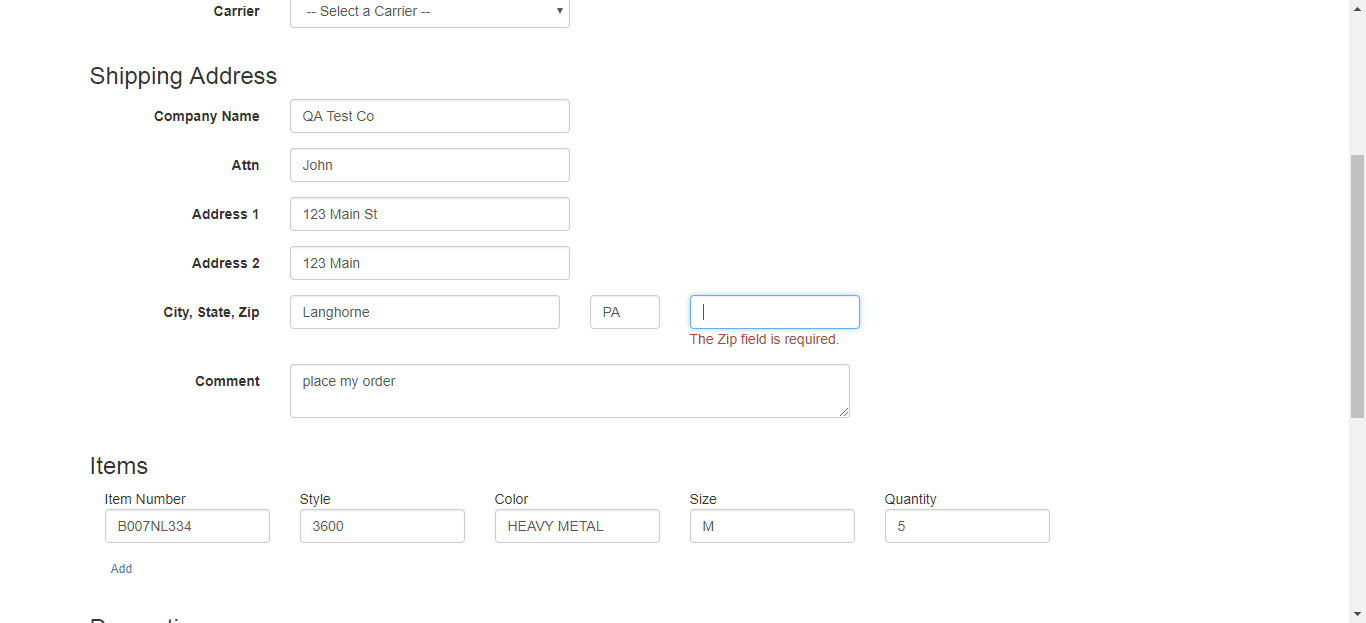 Carrier -- Select a Carrier --
Shipping Address
Company Name QA Test Co
Attn John
Address 1 123 Main St
Address 2 123 Main
City, State, Zip Langhorne PA
The Zip field is required.
Comment place my order
Items
Item Number Style Color Size Quantity
B007NL334 3600 HEAVY METAL M 5
Add